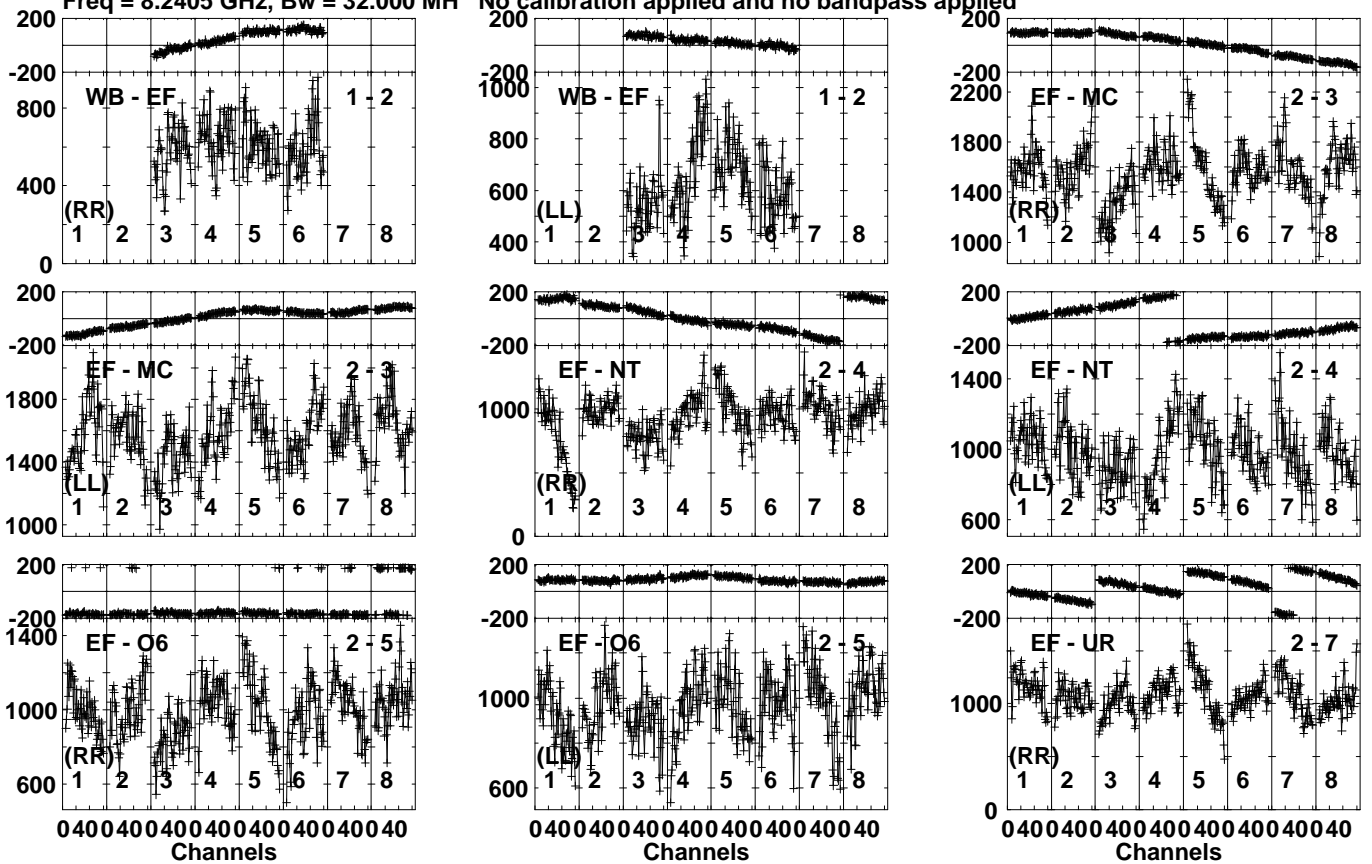 Freq = 8.2405 GHz, Bw = 32.000 MH No calibration applied and no bandpass applied
200
-200
WB - EF 1 - 2
800
400
0
(RR)
1 2 3 4 5 6 7 8
200
-200
WB - EF 1 - 2
1000
800
600
400
(LL)
1 2 3 4 5 6 7 8
200
-200
EF - MC 2 - 3
2200
1800
1400
1000
(RR)
1 2 3 4 5 6 7 8
200
-200
EF - MC 2 - 3
1800
1400
1000
(LL)
1 2 3 4 5 6 7 8
200
-200
EF - NT 2 - 4
1000
0
(RR)
1 2 3 4 5 6 7 8
200
-200
EF - NT 2 - 4
1400
1000
600
(LL)
1 2 3 4 5 6 7 8
200
-200
EF - O6 2 - 5
1400
1000
600
(RR)
1 2 3 4 5 6 7 8
0 40 0 40 0 40 0 40 0 40 0 40 0 40 0 40
Channels
200
-200
EF - O6 2 - 5
1000
600
(LL)
1 2 3 4 5 6 7 8
0 40 0 40 0 40 0 40 0 40 0 40 0 40 0 40
Channels
200
-200
EF - UR 2 - 7
1000
0
(RR)
1 2 3 4 5 6 7 8
0 40 0 40 0 40 0 40 0 40 0 40 0 40 0 40
Channels